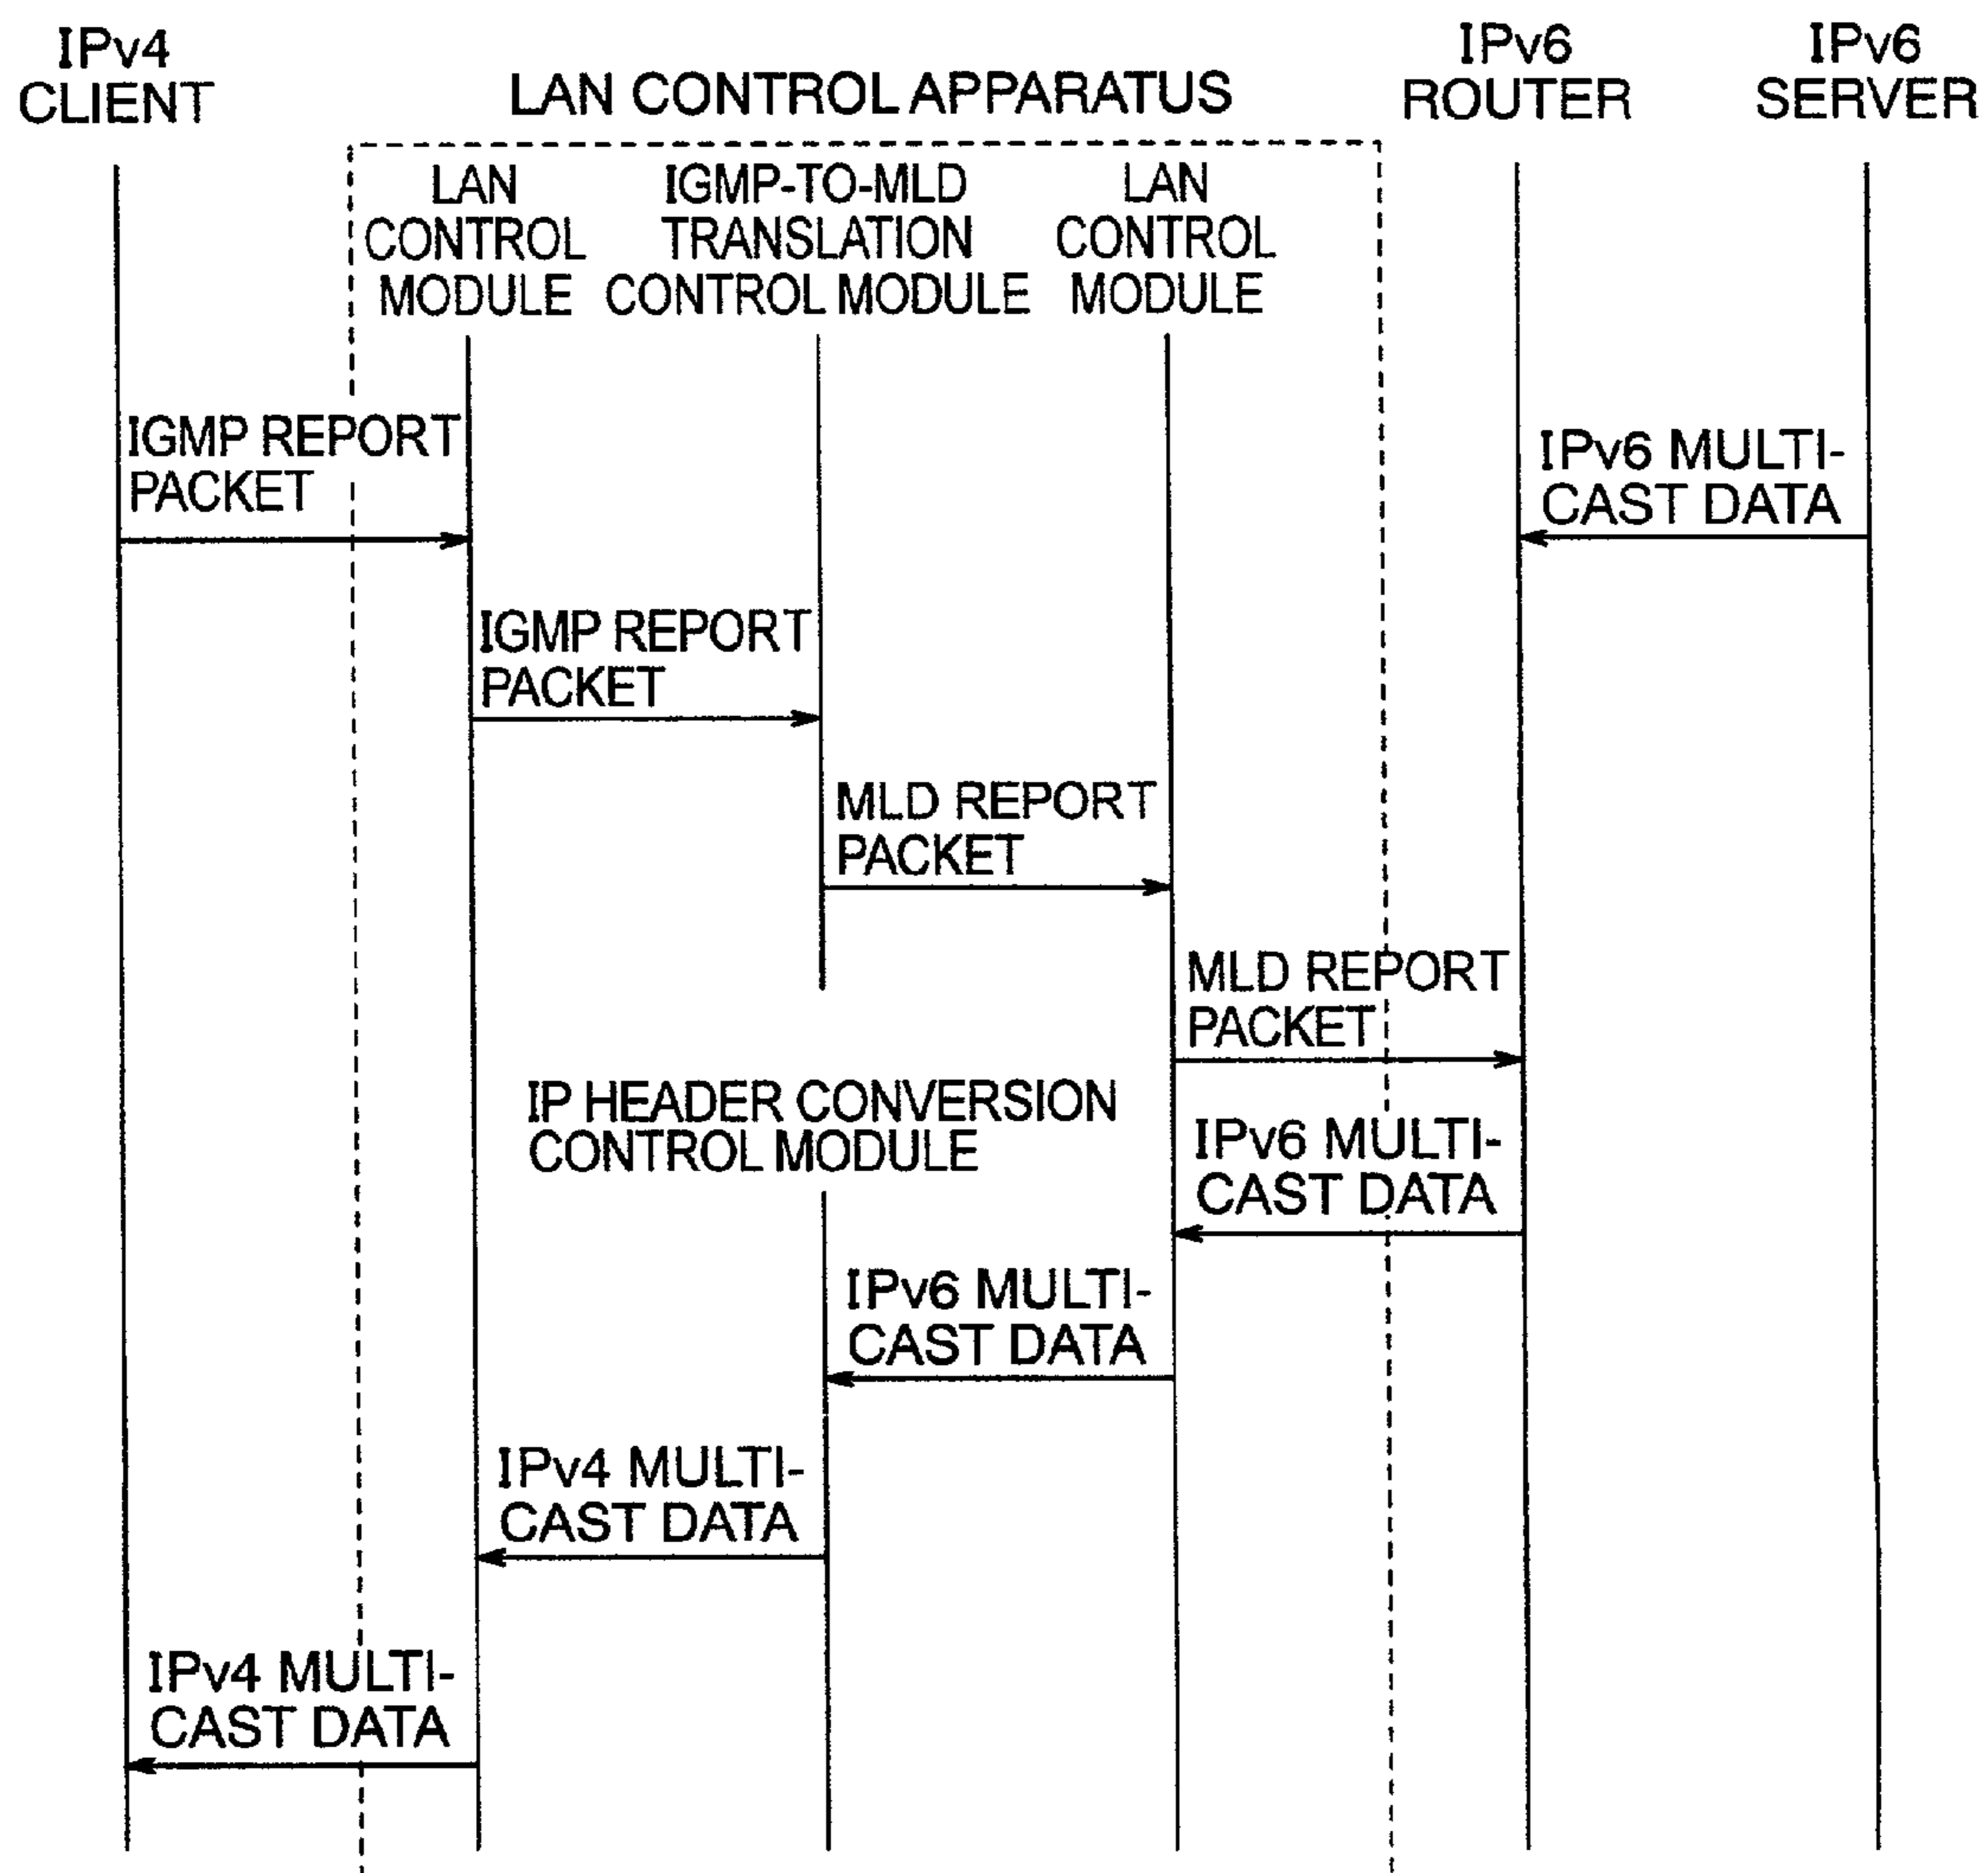 IPv4
CLIENT
LAN CONTROL APPARATUS
IPv6
ROUTER
IPv6
SERVER
LAN
CONTROL
MODULE
IGMP-TO-MLD
TRANSLATION
CONTROL MODULE
LAN
CONTROL
MODULE
IGMP REPORT
PACKET
IPv6 MULTI-
CAST DATA
IGMP REPORT
PACKET
MLD REPORT
PACKET
MLD REPORT
PACKET
IP HEADER CONVERSION
CONTROL MODULE
IPv6 MULTI-
CAST DATA
IPv6 MULTI-
CAST DATA
IPv4 MULTI-
CAST DATA
IPv4 MULTI-
CAST DATA